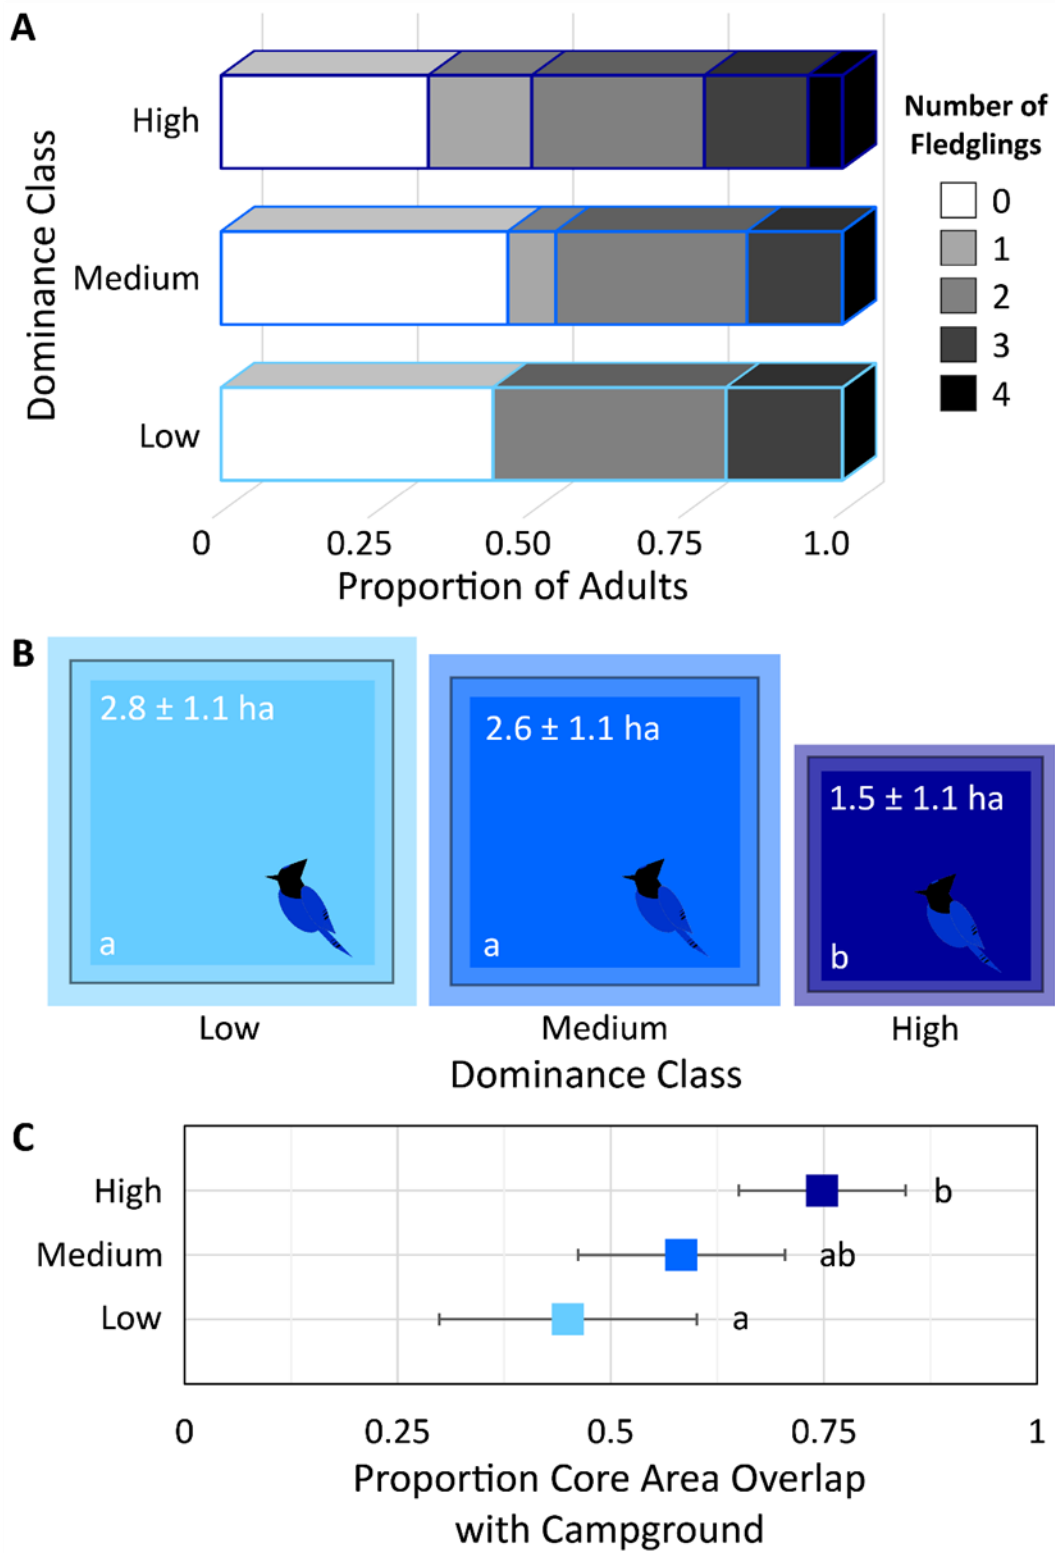 A
Dominance Class
High
Medium
Low
Number of
Fledglings
0
1
2
3
4
0 0.25 0.50 0.75 1.0
Proportion of Adults
B
2.8 ± 1.1 ha
a
2.6 ± 1.1 ha
a
1.5 ± 1.1 ha
b
Low Medium High
Dominance Class
C
High b
Medium ab
Low a
0 0.25 0.5 0.75 1
Proportion Core Area Overlap
with Campground